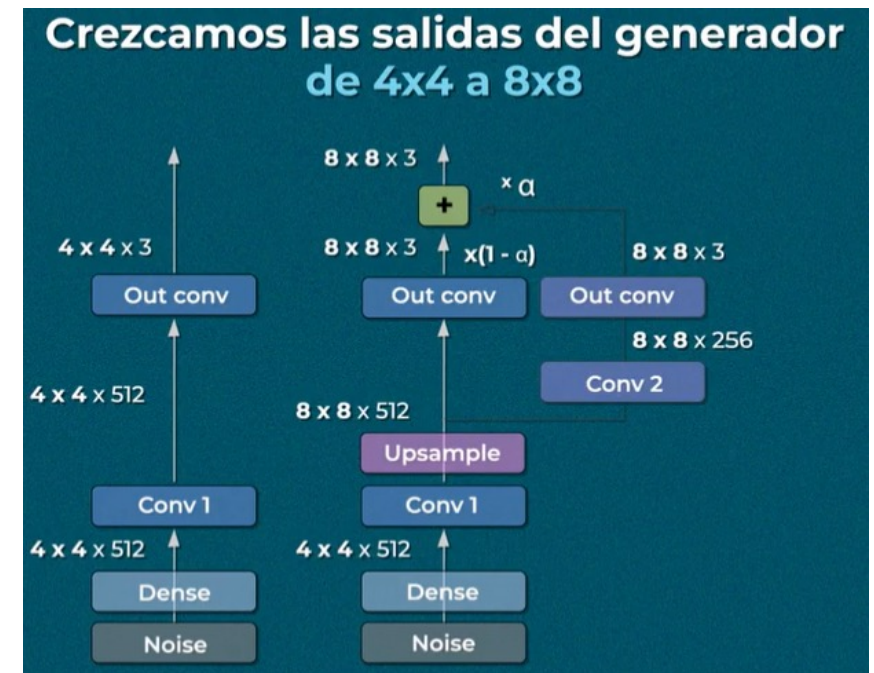 Crezcamos las salidas del generador
de 4x4 a 8x8
8 x 8 x 3
x α
+
4 x 4 x 3
8 x 8 x 3
x(1 - α)
8 x 8 x 3
Out conv
Out conv
Out conv
8 x 8 x 256
Conv 2
4 x 4 x 512
8 x 8 x 512
Upsample
Conv 1
Conv 1
4 x 4 x 512
4 x 4 x 512
Dense
Dense
Noise
Noise